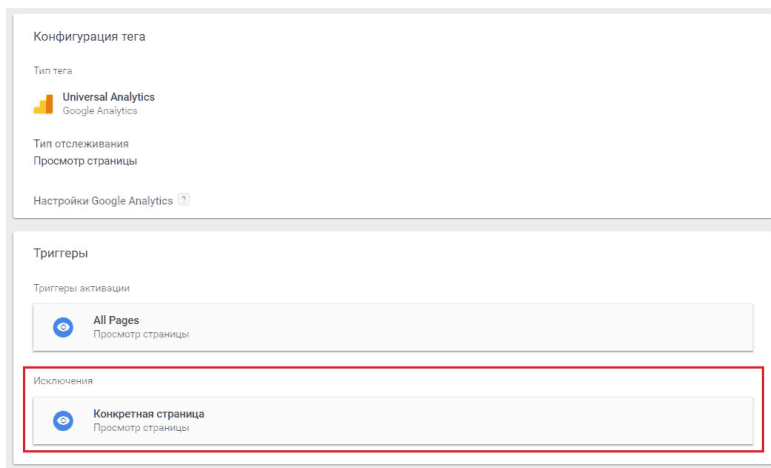 Конфигурация тега
Тип тега
Universal Analytics
Google Analytics
Тип отслеживания
Просмотр страницы
Настройки Google Analytics ?
Триггеры
Триггеры активации
All Pages
Просмотр страницы
Исключения
Конкретная страница
Просмотр страницы